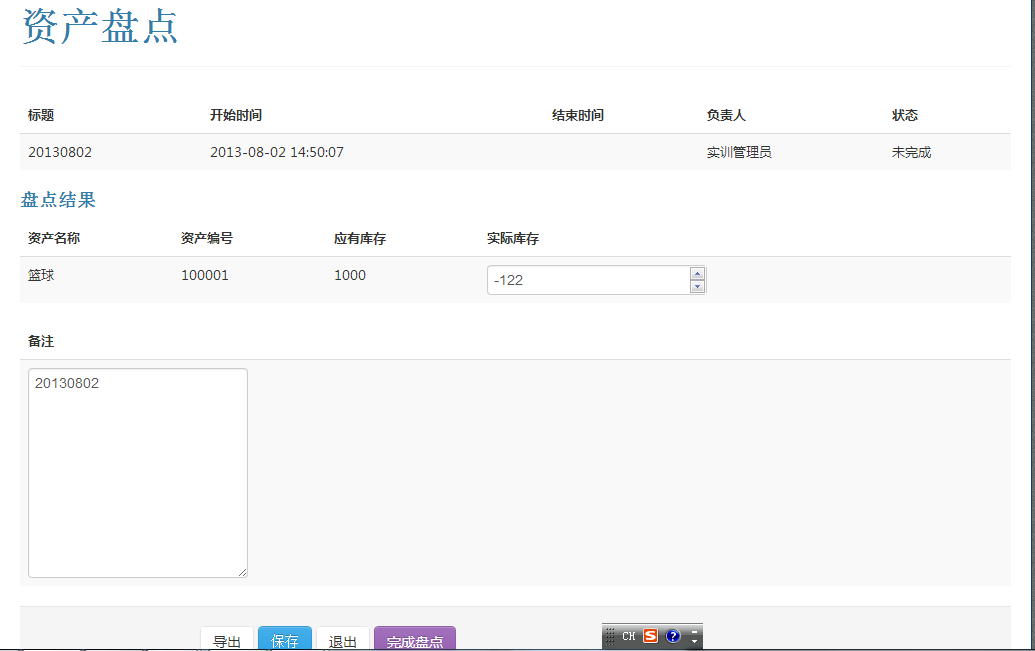 资产盘点
标题 开始时间 结束时间 负责人 状态
20130802 2013-08-02 14:50:07 实训管理员 未完成
盘点结果
资产名称 资产编号 应有库存 实际库存
篮球 100001 1000 -122
备注
20130802
导出 保存 退出 完成盘点 CH S ?